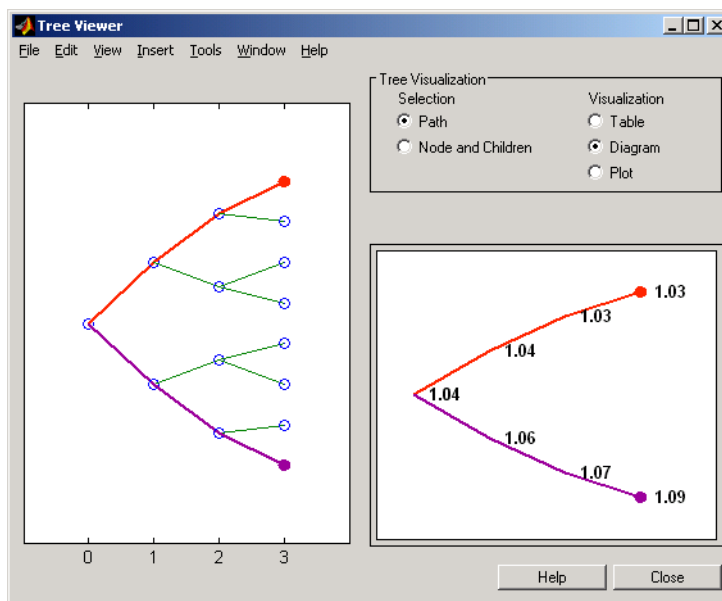 Tree Viewer
File Edit View Insert Tools Window Help
Tree Visualization
Selection
Path
Node and Children
Visualization
Table
Diagram
Plot
0 1 2 3
1.03
1.03
1.04
1.04
1.06
1.07
1.09
Help Close